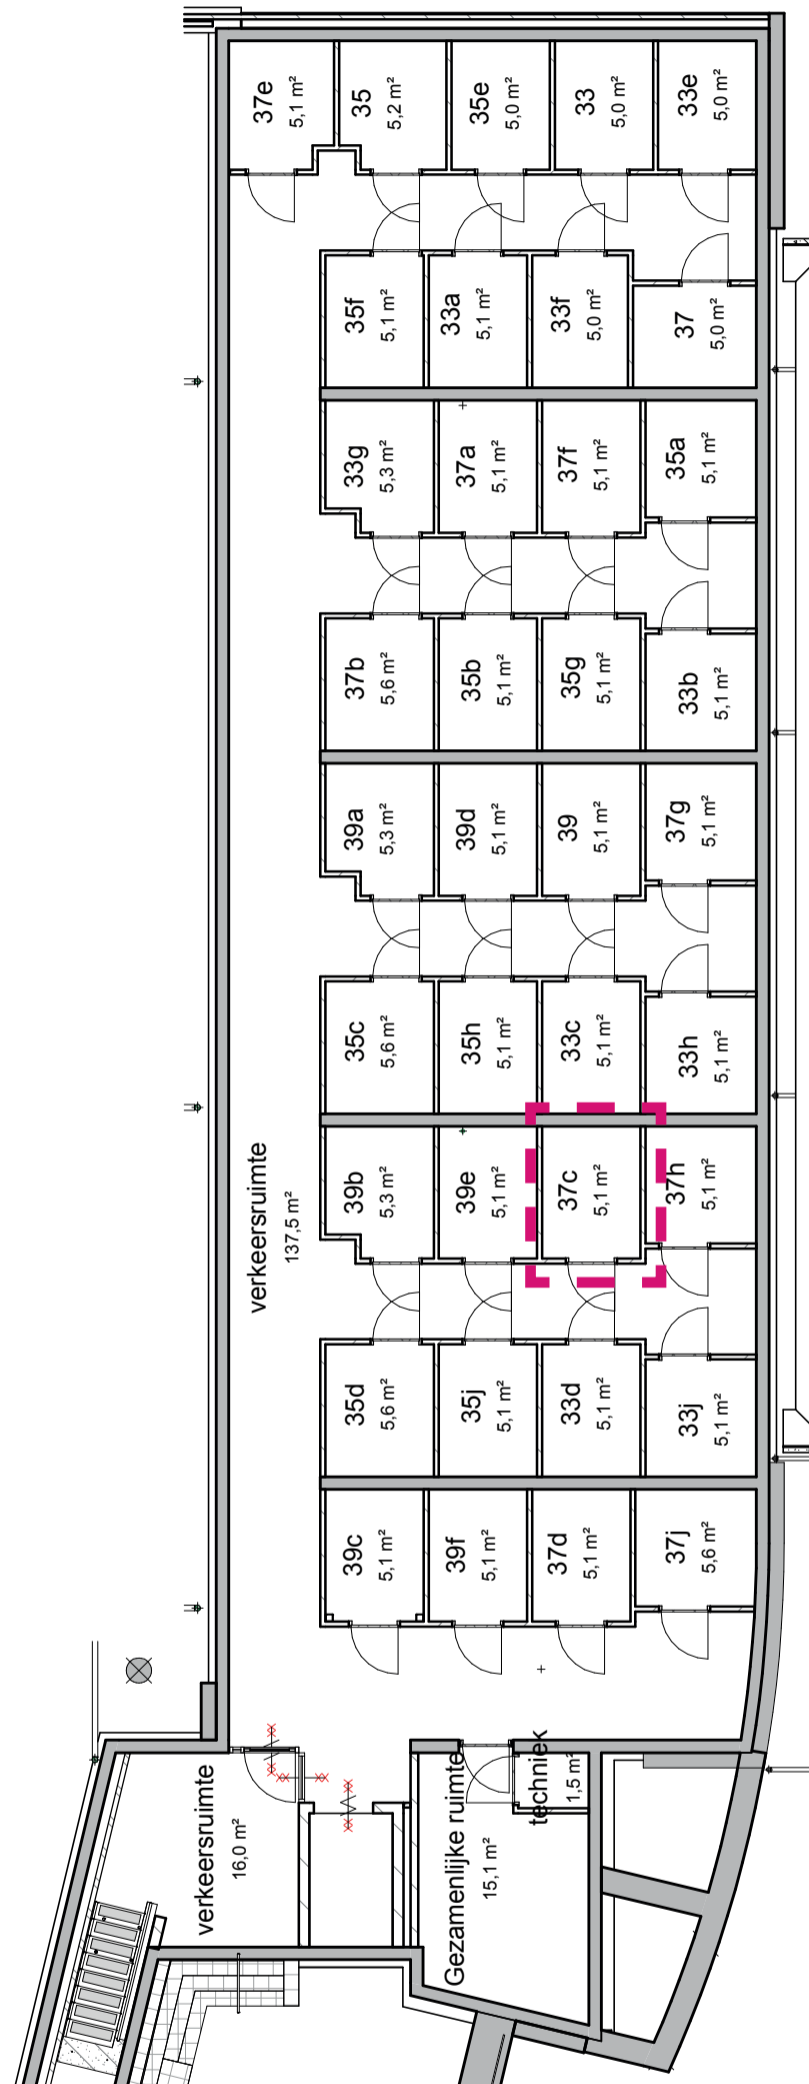 37e
5,1 m²
35
5,2 m²
35e
5,0 m²
33
5,0 m²
33e
5,0 m²
35f
5,1 m²
33a
5,1 m²
33f
5,0 m²
37
5,0 m²
33g
5,3 m²
37a
5,1 m²
37f
5,1 m²
35a
5,1 m²
37b
5,6 m²
35b
5,1 m²
35g
5,1 m²
33b
5,1 m²
39a
5,3 m²
39d
5,1 m²
39
5,1 m²
37g
5,1 m²
35c
5,6 m²
35h
5,1 m²
33c
5,1 m²
33h
5,1 m²
verkeersruimte
137,5 m²
39b
5,3 m²
39e
5,1 m²
37c
5,1 m²
37h
5,1 m²
35d
5,6 m²
35j
5,1 m²
33d
5,1 m²
33j
5,1 m²
39c
5,1 m²
39f
5,1 m²
37d
5,1 m²
37j
5,6 m²
verkeersruimte
16,0 m²
Gezamenlijke ruimte
15,1 m²
techniek
1,5 m²